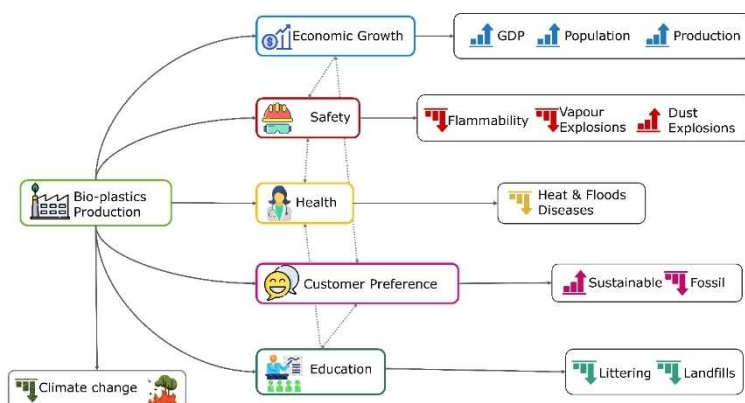 Economic Growth
GDP
Population
Production
Safety
Flammability
Vapour
Explosions
Dust
Explosions
Bio-plastics
Production
Health
Heat & Floods
Diseases
Customer Preference
Sustainable
Fossil
Education
Littering
Landfills
Climate change